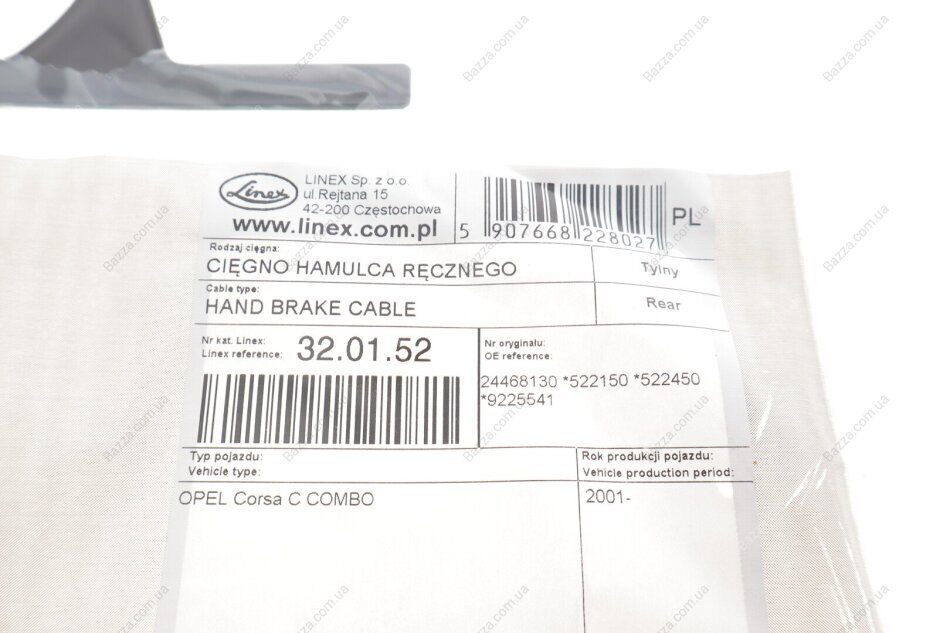 Linex
LINEX Sp. z o.o.
ul.Rejtana 15
42-200 Częstochowa
www.linex.com.pl
5 907668 228027
PL
Rodzaj cięgna:
CIĘGNO HAMULCA RĘCZNEGO
Tylny
Cable type:
HAND BRAKE CABLE
Rear
Nr kat. Linex:
Linex reference:
32.01.52
Nr oryginału:
OE reference:
24468130 *522150 *522450
*9225541
Typ pojazdu:
Vehicle type:
Rok produkcji pojazdu:
Vehicle production period:
OPEL Corsa C COMBO
2001-
Bazza.com.ua